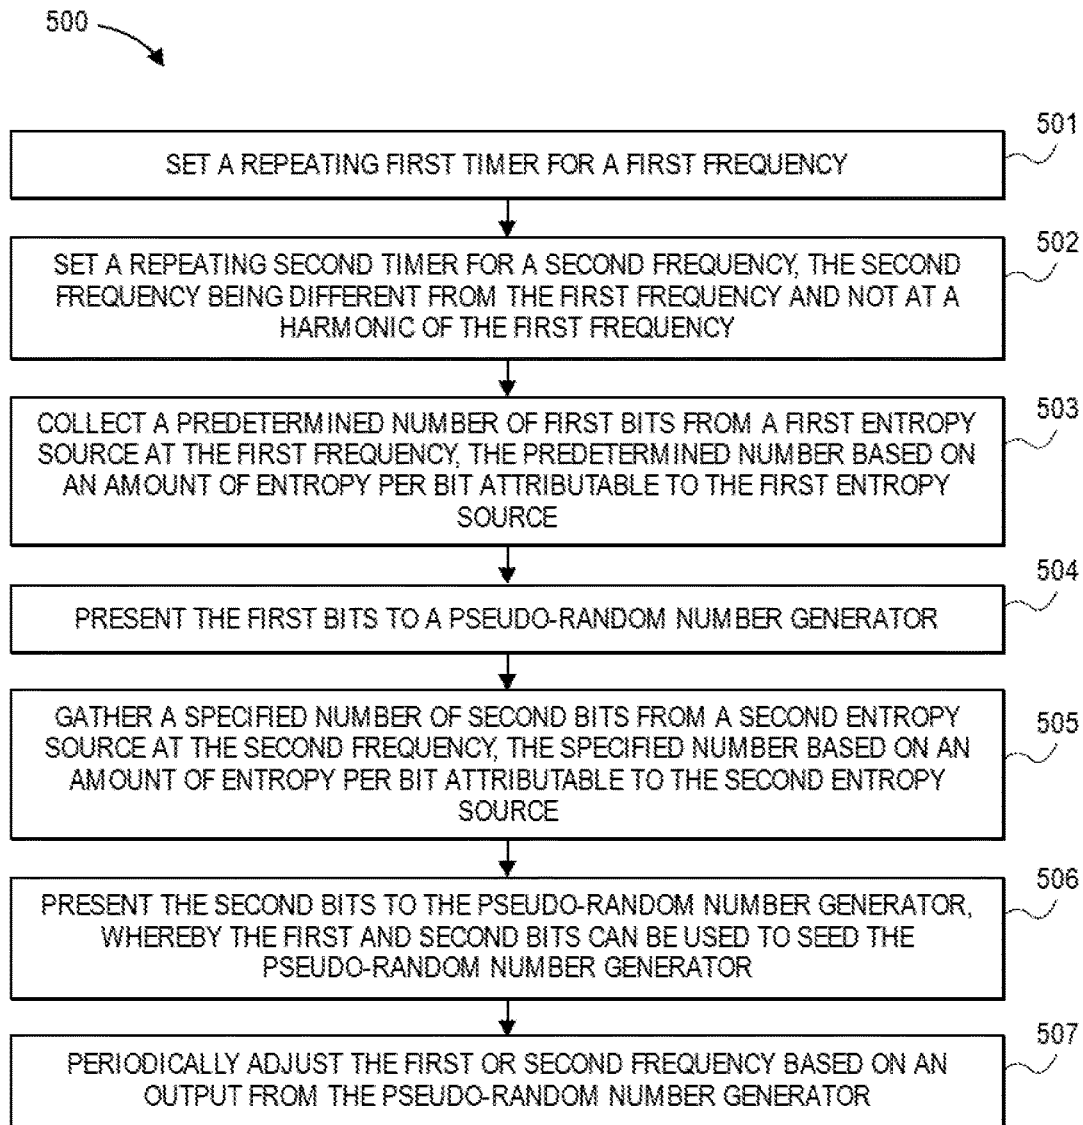 500
501
SET A REPEATING FIRST TIMER FOR A FIRST FREQUENCY
502
SET A REPEATING SECOND TIMER FOR A SECOND FREQUENCY, THE SECOND
FREQUENCY BEING DIFFERENT FROM THE FIRST FREQUENCY AND NOT AT A
HARMONIC OF THE FIRST FREQUENCY
503
COLLECT A PREDETERMINED NUMBER OF FIRST BITS FROM A FIRST ENTROPY
SOURCE AT THE FIRST FREQUENCY, THE PREDETERMINED NUMBER BASED ON
AN AMOUNT OF ENTROPY PER BIT ATTRIBUTABLE TO THE FIRST ENTROPY
SOURCE
504
PRESENT THE FIRST BITS TO A PSEUDO-RANDOM NUMBER GENERATOR
505
GATHER A SPECIFIED NUMBER OF SECOND BITS FROM A SECOND ENTROPY
SOURCE AT THE SECOND FREQUENCY, THE SPECIFIED NUMBER BASED ON AN
AMOUNT OF ENTROPY PER BIT ATTRIBUTABLE TO THE SECOND ENTROPY
SOURCE
506
PRESENT THE SECOND BITS TO THE PSEUDO-RANDOM NUMBER GENERATOR,
WHEREBY THE FIRST AND SECOND BITS CAN BE USED TO SEED THE
PSEUDO-RANDOM NUMBER GENERATOR
507
PERIODICALLY ADJUST THE FIRST OR SECOND FREQUENCY BASED ON AN
OUTPUT FROM THE PSEUDO-RANDOM NUMBER GENERATOR